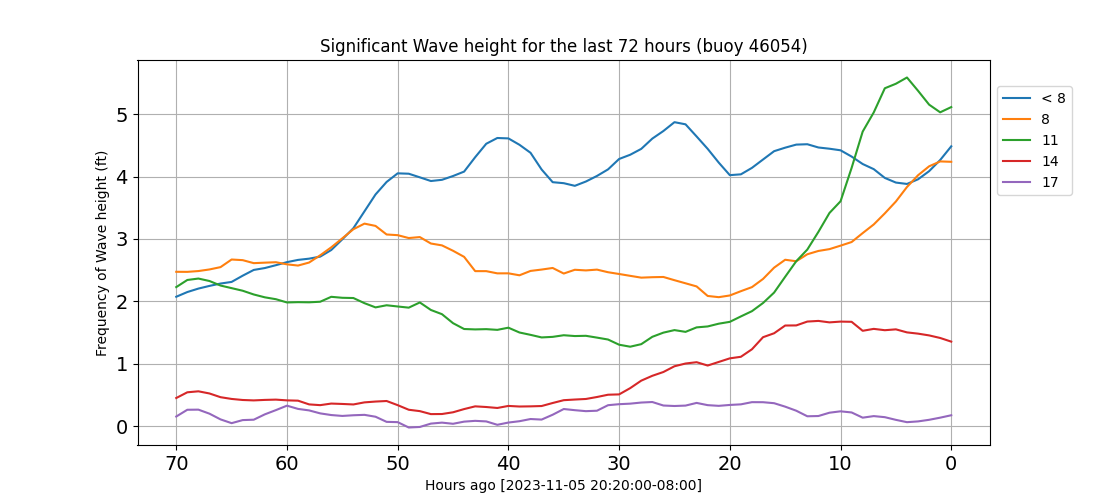 Significant Wave height for the last 72 hours (buoy 46054)
Frequency of Wave height (ft)
5
4
3
2
1
0
70 60 50 40 30 20 10 0
Hours ago [2023-11-05 20:20:00-08:00]
< 8
8
11
14
17